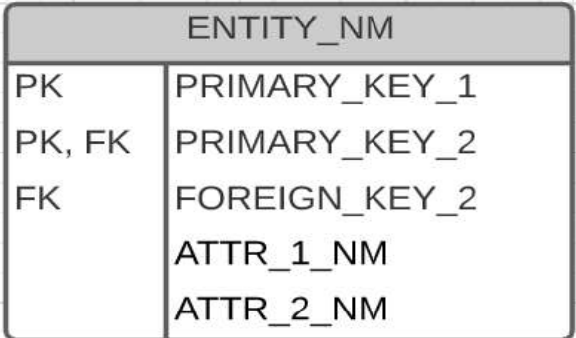 ENTITY_NM
PK PRIMARY_KEY_1
PK, FK PRIMARY_KEY_2
FK FOREIGN_KEY_2
ATTR_1_NM
ATTR_2_NM